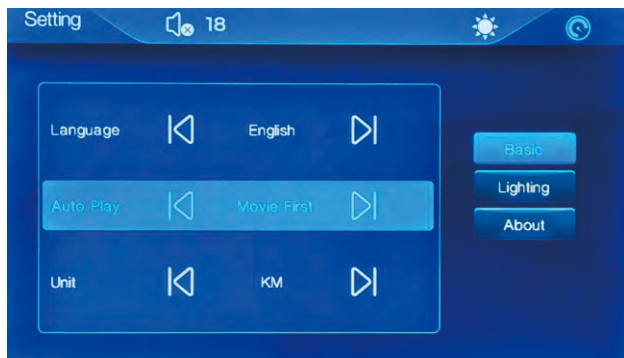 Setting 18
Language English
Basic
Lighting
Auto Play Movie First
About
Unit KM